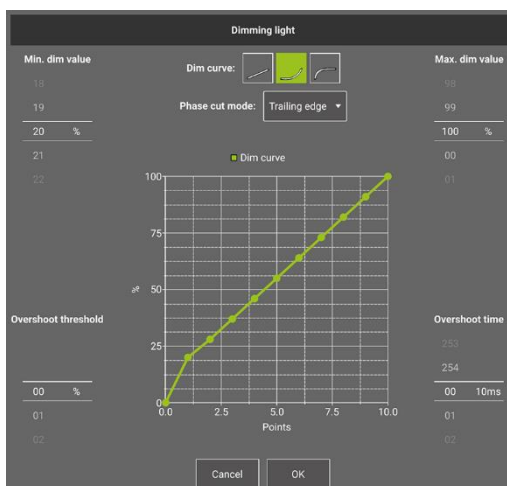 Dimming light
Min. dim value
Dim curve:
Max. dim value
18
98
19
Phase cut mode: Trailing edge
99
20 %
100 %
21
00
22
01
Dim curve
100
75
% 50
25
0
0.0 2.5 5.0 7.5 10.0
Points
Overshoot threshold
Overshoot time
253
254
00 %
00 10ms
01
01
02
02
Cancel OK